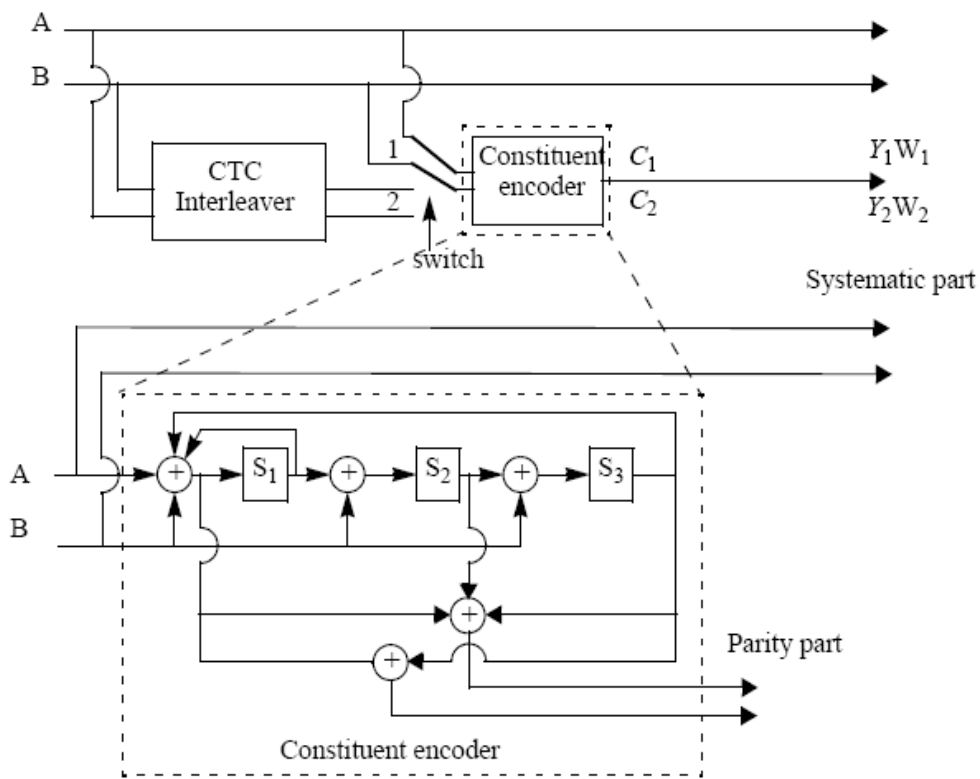 A
B
CTC
Interleaver
1
2
switch
Constituent
encoder
C₁
C₂
Y₁W₁
Y₂W₂
Systematic part
A
B
+
S₁
+
S₂
+
S₃
+
+
Parity part
Constituent encoder